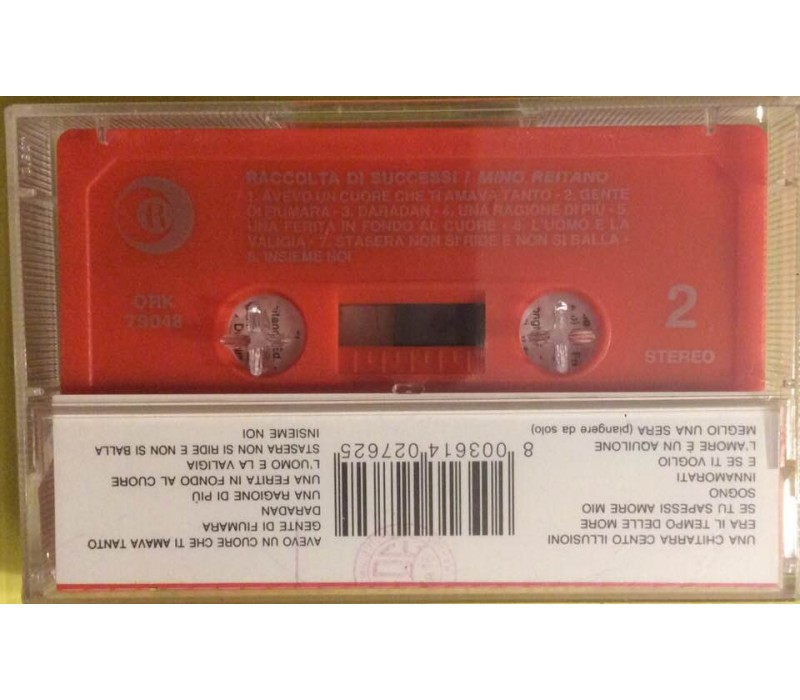 RACCOLTA DI SUCCESSI / MINO REITANO
1. AVEVO UN CUORE CHE TI AMAVA TANTO - 2. GENTE
DI FIUMARA - 3. DARADAN - 4. UNA RAGIONE DI PIÙ - 5.
UNA FERITA IN FONDO AL CUORE - 6. L'UOMO E LA
VALIGIA - 7. STASERA NON SI RIDE E NON SI BALLA -
8. INSIEME NOI
R
ORK
79048
2
STEREO
UNA CHITARRA CENTO ILLUSIONI
ERA IL TEMPO DELLE MORE
SE TU SAPESSI AMORE MIO
SOGNO
INNAMORATI
E SE TI VOGLIO
L'AMORE É UN AQUILONE
MEGLIO UNA SERA (piangere da solo)
8 003614 027625
AVEVO UN CUORE CHE TI AMAVA TANTO
GENTE DI FIUMARA
DARADAN
UNA RAGIONE DI PIÙ
UNA FERITA IN FONDO AL CUORE
L'UOMO E LA VALIGIA
STASERA NON SI RIDE E NON SI BALLA
INSIEME NOI